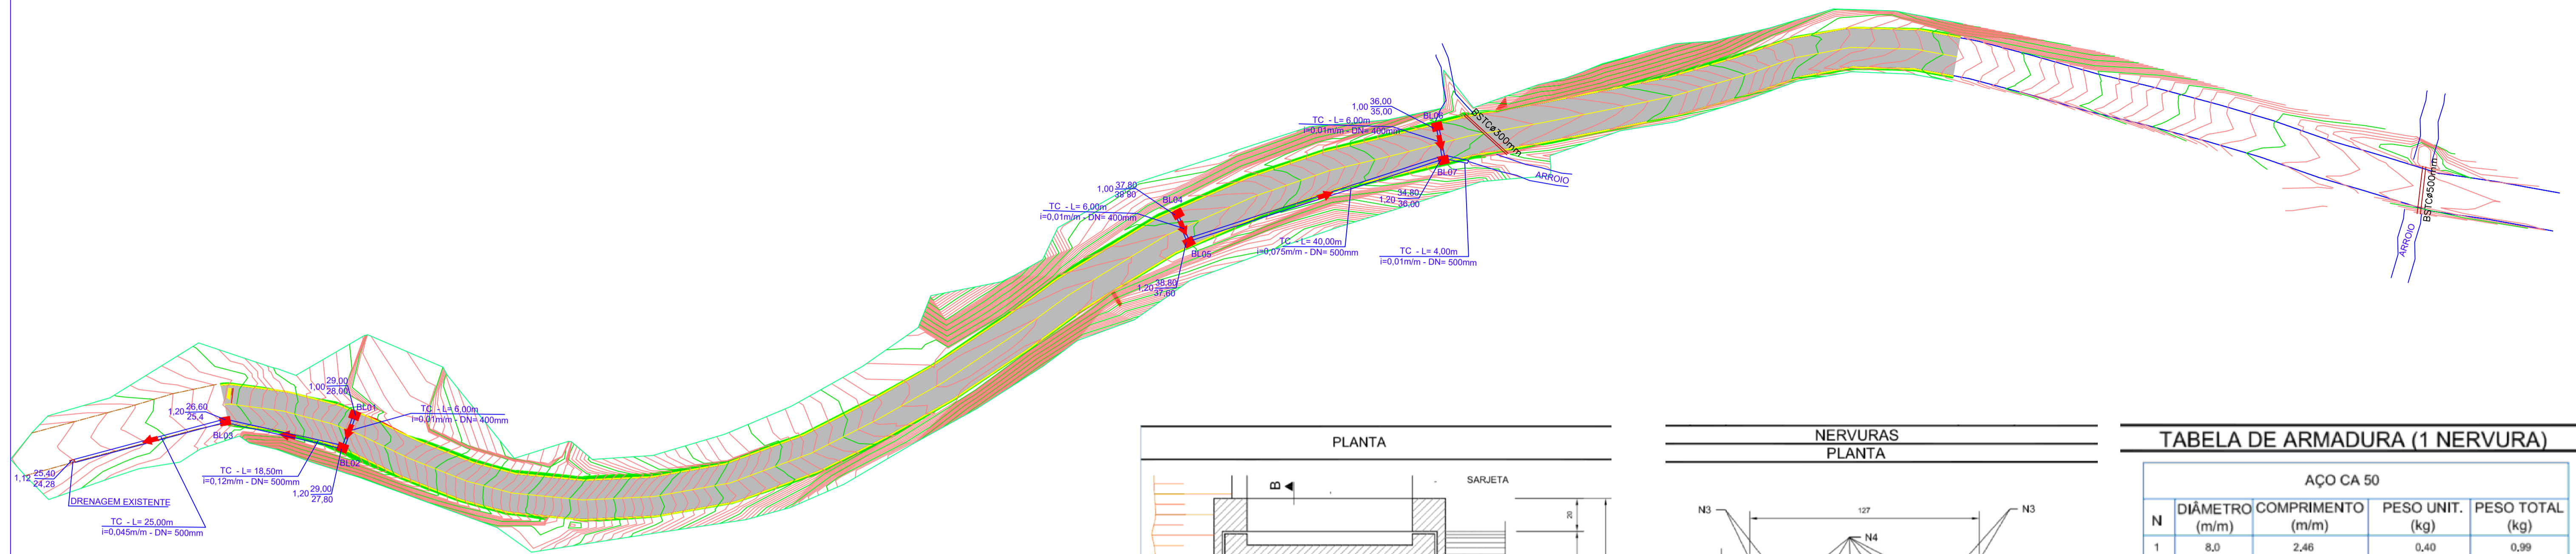 1,12 25,40
24,28
DRENAGEM EXISTENTE
TC - L= 25,00m
i=0,045m/m - DN= 500mm
1,20 26,60
25,4
BL03
TC - L= 18,50m
i=0,12m/m - DN= 500mm
1,00 29,00
28,00
BL01
TC - L= 6,00m
i=0,01m/m - DN= 400mm
BL02
1,20 29,00
27,80
1,00 37,80
BL04
TC - L= 6,00m
i=0,01m/m - DN= 400mm
BL05
1,20 38,80
37,60
TC - L= 40,00m
i=0,075m/m - DN= 500mm
1,00 36,00
35,00
BL06
TC - L= 6,00m
i=0,01m/m - DN= 400mm
BSTCø300mm
BL07
ARROIO
1,20 34,80
36,00
TC - L= 4,00m
i=0,01m/m - DN= 500mm
BSTCø500mm
ARROIO
PLANTA
B
SARJETA
20
NERVURAS
PLANTA
N3
127
N3
N4
TABELA DE ARMADURA (1 NERVURA)
AÇO CA 50
N DIÂMETRO (m/m) COMPRIMENTO (m/m) PESO UNIT. (kg) PESO TOTAL (kg)
1 8.0 2,46 0,40 0,99